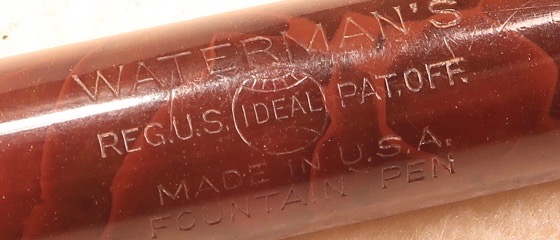 WATERMAN'S
REG.U.S. IDEAL PAT.OFF.
MADE IN U.S.A.
FOUNTAIN PEN